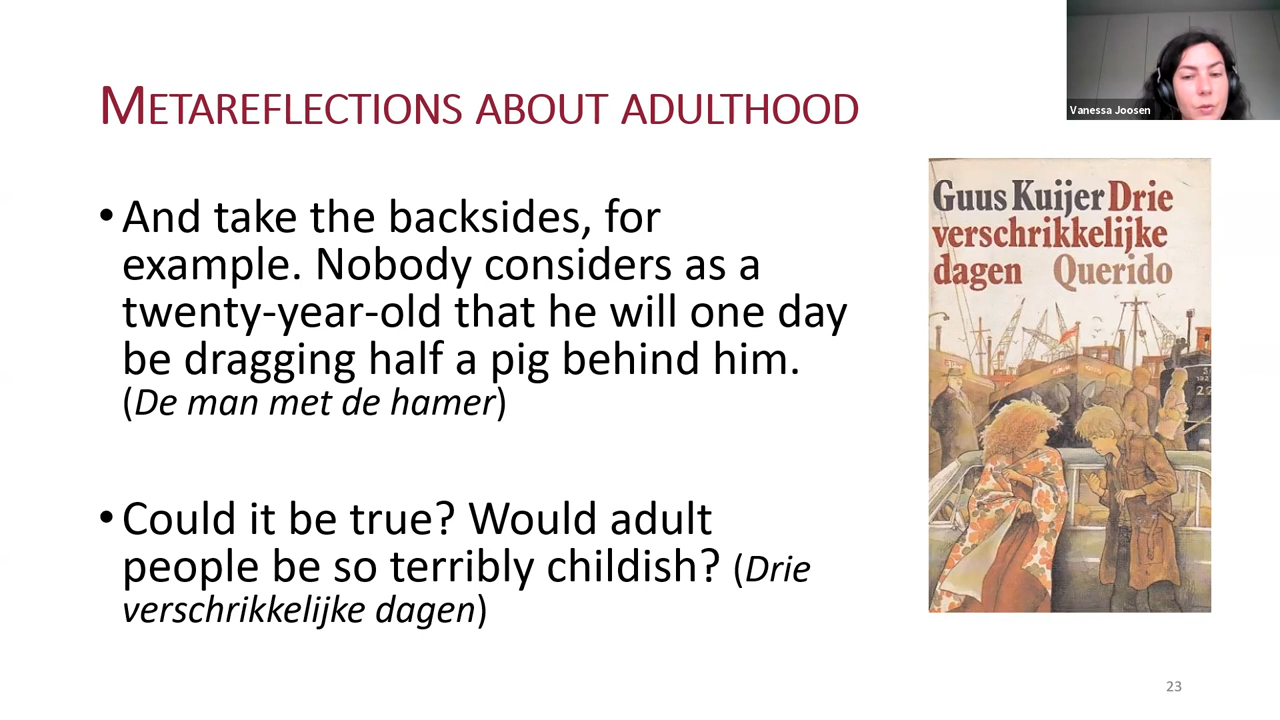 METAREFLECTIONS ABOUT ADULTHOOD
Vanessa Joosen
• And take the backsides, for
example. Nobody considers as a
twenty-year-old that he will one day
be dragging half a pig behind him.
(De man met de hamer)
• Could it be true? Would adult
people be so terribly childish? (Drie
verschrikkelijke dagen)
Guus Kuijer Drie
verschrikkelijke
dagen Querido
23